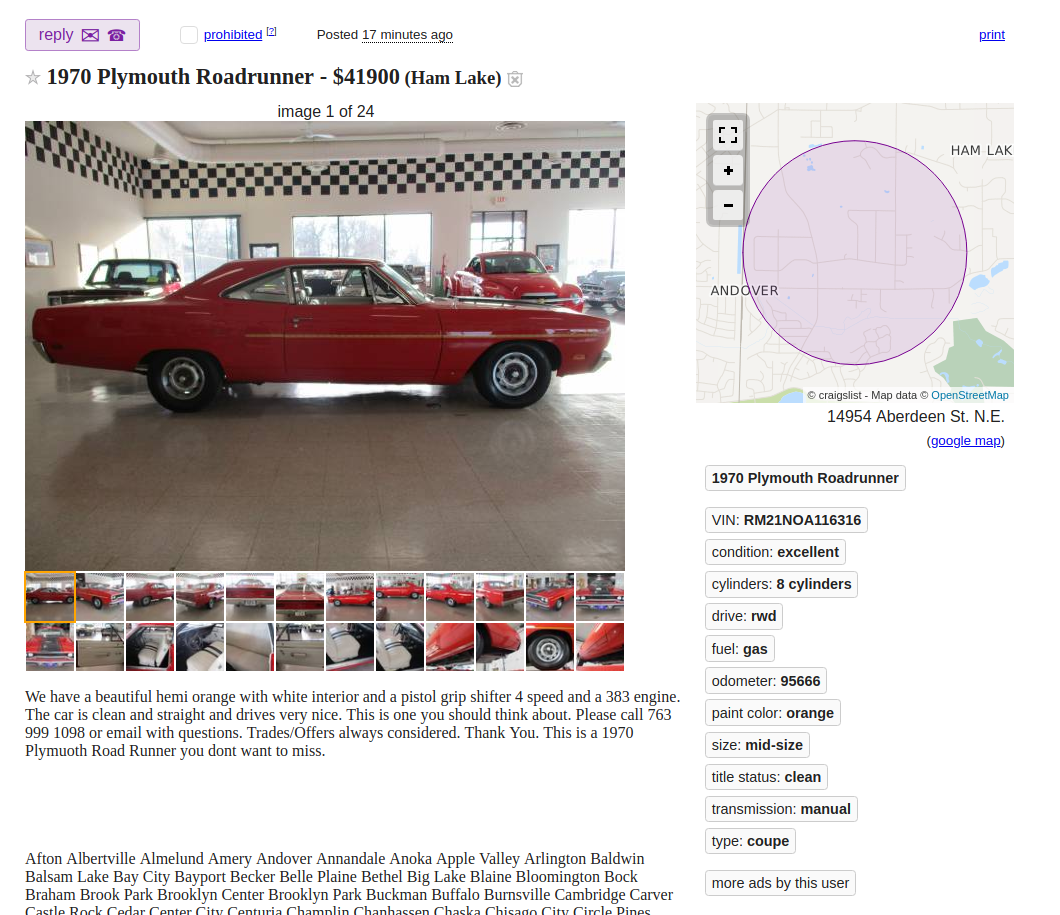 reply
prohibited [?]
Posted 17 minutes ago
print
1970 Plymouth Roadrunner - $41900 (Ham Lake)
image 1 of 24
HAM LAK
ANDOVER
© craigslist - Map data © OpenStreetMap
14954 Aberdeen St. N.E.
(google map)
1970 Plymouth Roadrunner
VIN: RM21NOA116316
condition: excellent
cylinders: 8 cylinders
drive: rwd
fuel: gas
odometer: 95666
paint color: orange
size: mid-size
title status: clean
transmission: manual
type: coupe
more ads by this user
We have a beautiful hemi orange with white interior and a pistol grip shifter 4 speed and a 383 engine.
The car is clean and straight and drives very nice. This is one you should think about. Please call 763
999 1098 or email with questions. Trades/Offers always considered. Thank You. This is a 1970
Plymuoth Road Runner you dont want to miss.
Afton Albertville Almelund Amery Andover Annandale Anoka Apple Valley Arlington Baldwin
Balsam Lake Bay City Bayport Becker Belle Plaine Bethel Big Lake Blaine Bloomington Bock
Braham Brook Park Brooklyn Center Brooklyn Park Buckman Buffalo Burnsville Cambridge Carver
Castle Rock Cedar Center City Centuria Champlin Chanhassen Chaska Chisago City Circle Pines